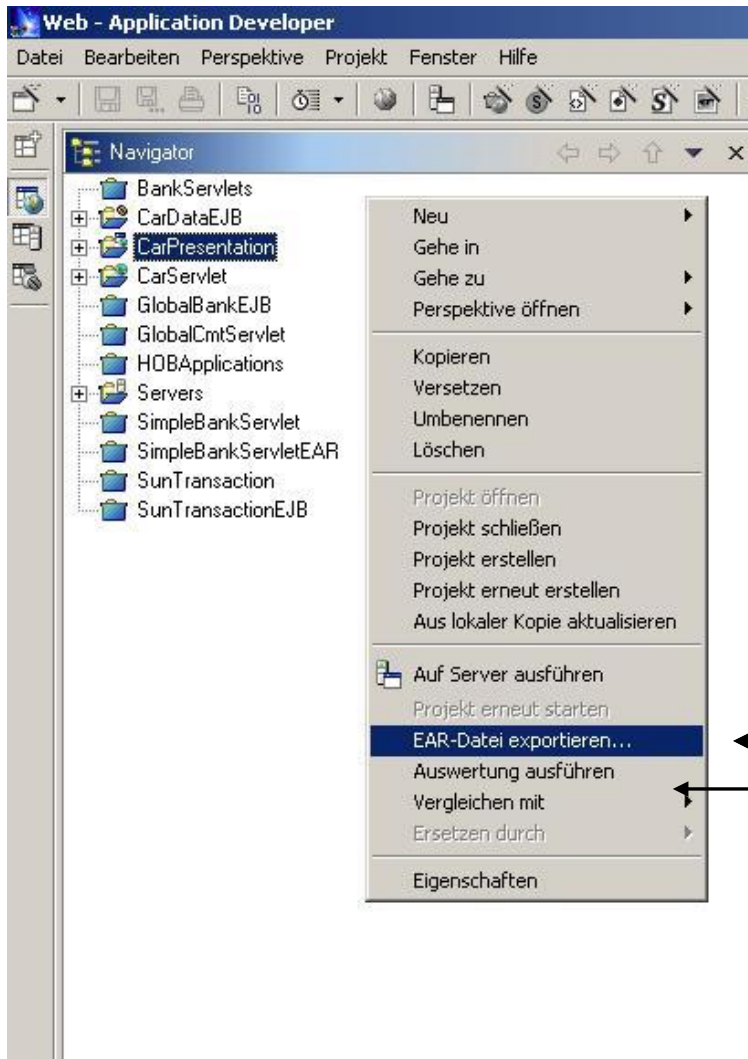 Web - Application Developer
Datei Bearbeiten Perspektive Projekt Fenster Hilfe
Navigator
BankServlets
CarDataEJB
CarPresentation
CarServlet
GlobalBankEJB
GlobalCmtServlet
HOBApplications
Servers
SimpleBankServlet
SimpleBankServletEAR
SunTransaction
SunTransactionEJB
Neu
Gehe in
Gehe zu
Perspektive öffnen
Kopieren
Versetzen
Umbenennen
Löschen
Projekt öffnen
Projekt schließen
Projekt erstellen
Projekt erneut erstellen
Aus lokaler Kopie aktualisieren
Auf Server ausführen
Projekt erneut starten
EAR-Datei exportieren...
Auswertung ausführen
Vergleichen mit
Ersetzen durch
Eigenschaften